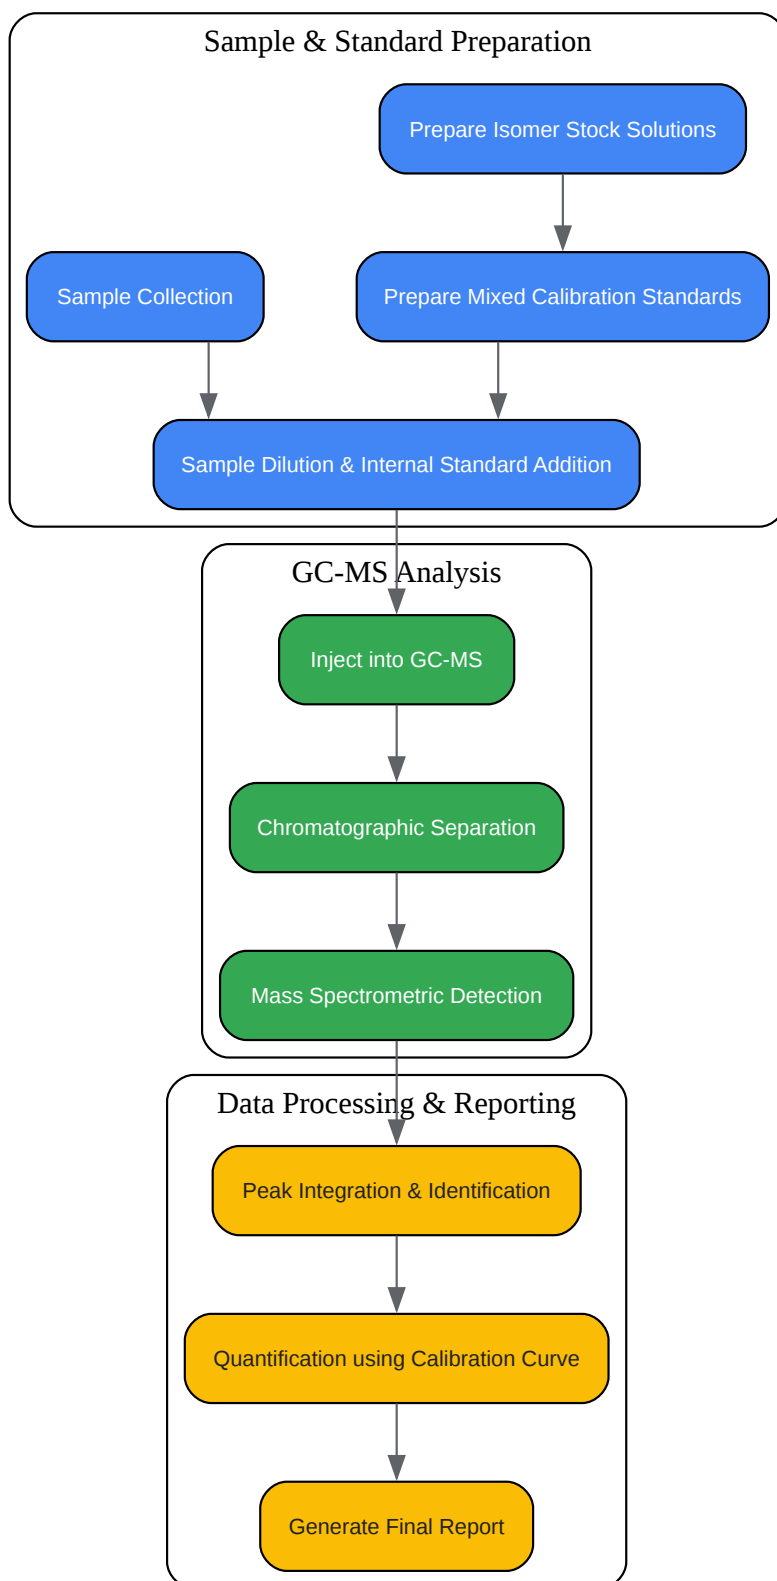 Sample & Standard Preparation
Prepare Isomer Stock Solutions
Sample Collection
Prepare Mixed Calibration Standards
Sample Dilution & Internal Standard Addition
GC-MS Analysis
Inject into GC-MS
Chromatographic Separation
Mass Spectrometric Detection
Data Processing & Reporting
Peak Integration & Identification
Quantification using Calibration Curve
Generate Final Report